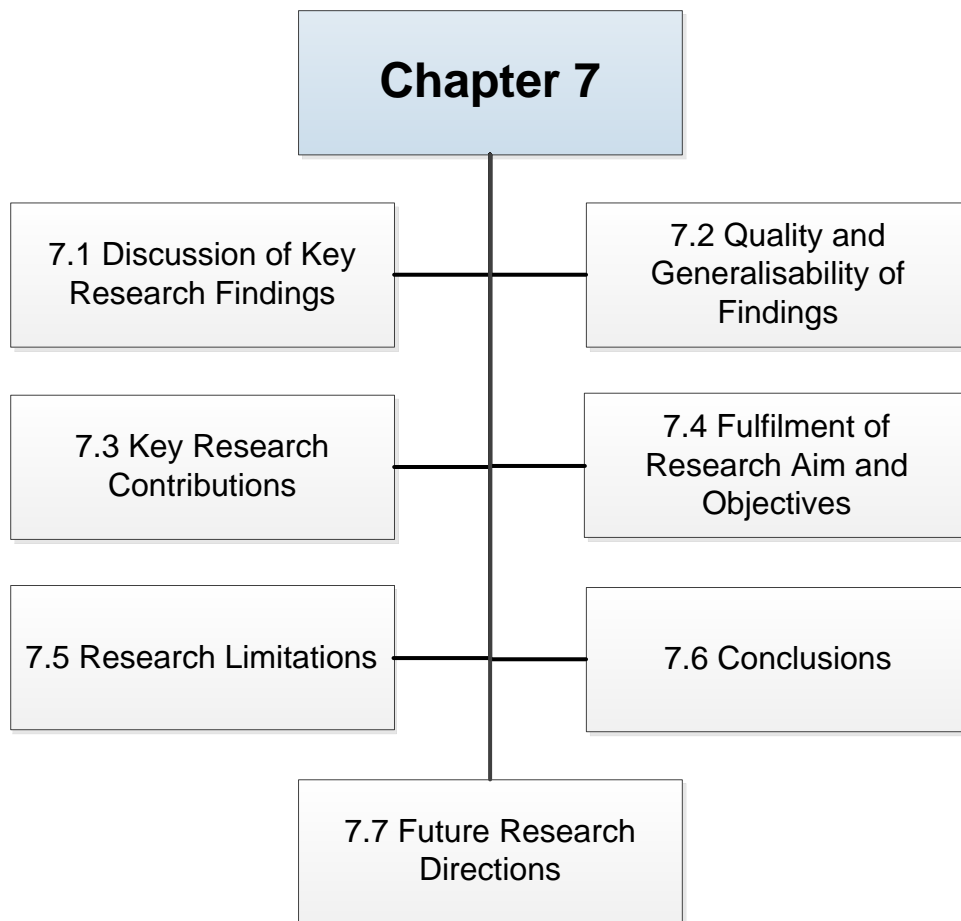 Chapter 7
7.1 Discussion of Key
Research Findings
7.2 Quality and
Generalisability of
Findings
7.3 Key Research
Contributions
7.4 Fulfilment of
Research Aim and
Objectives
7.5 Research Limitations
7.6 Conclusions
7.7 Future Research
Directions